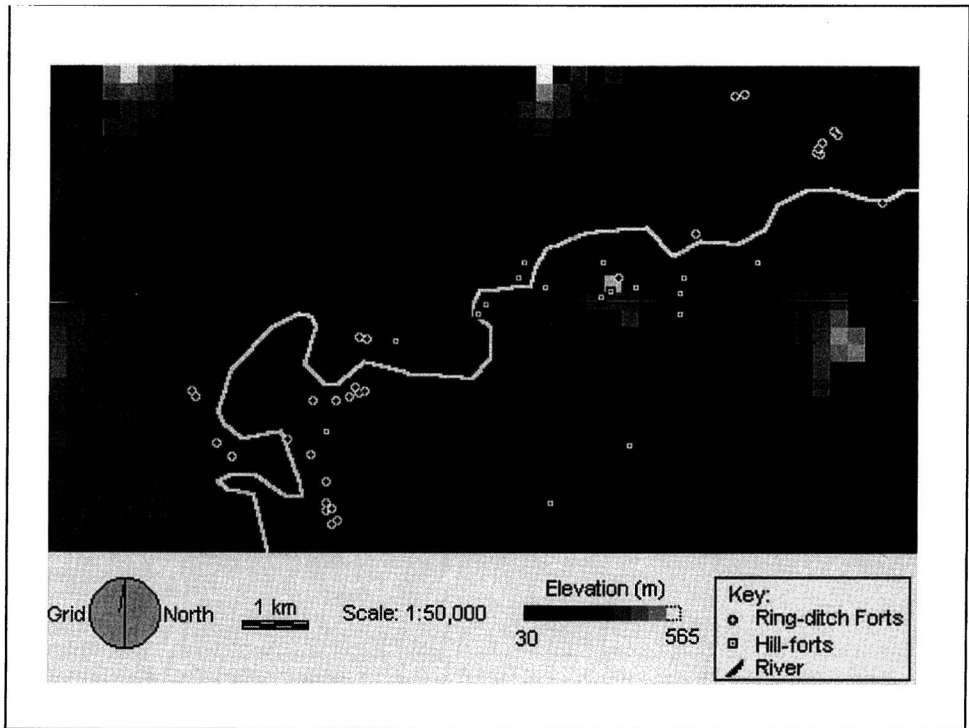 Grid North
1 km
Scale: 1:50,000
Elevation (m)
30 565
Key:
Ring-ditch Forts
Hill-forts
River